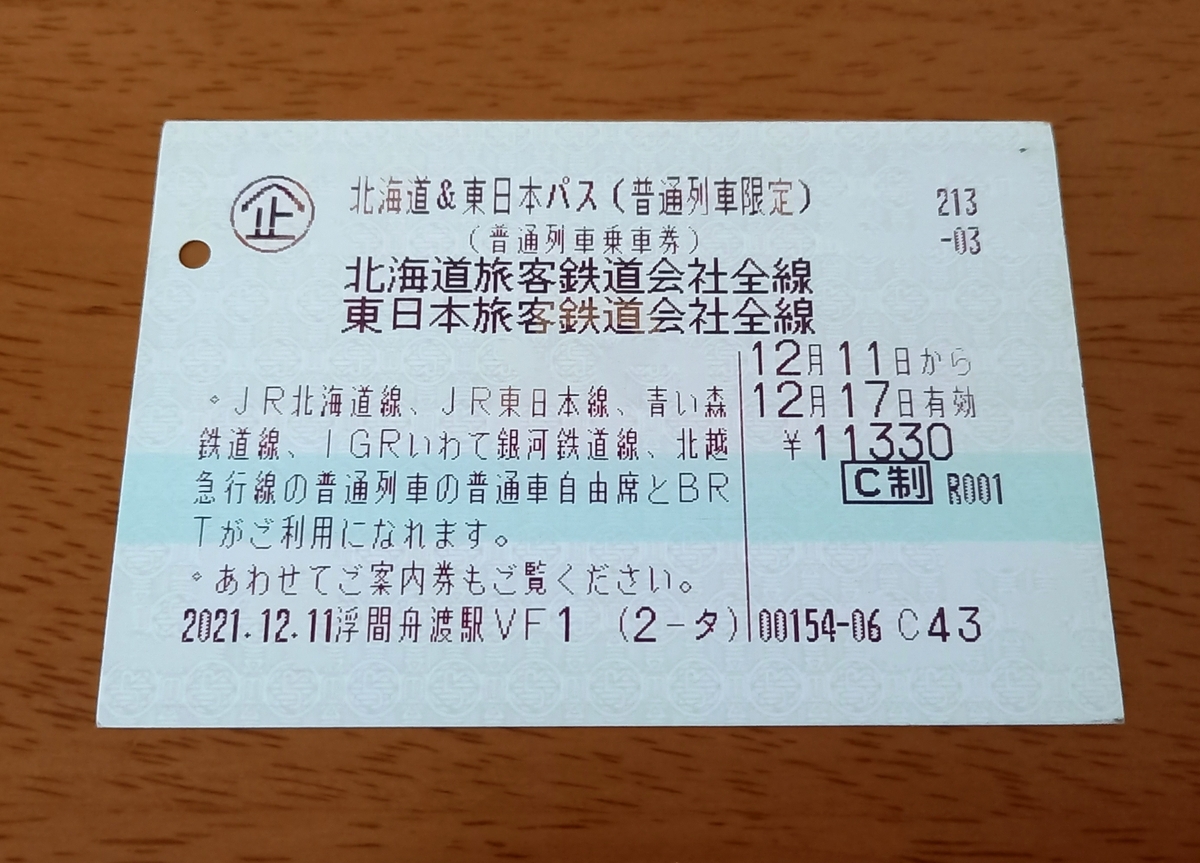 企 北海道&東日本パス(普通列車限定) 213
(普通列車乗車券) -03
北海道旅客鉄道会社全線
東日本旅客鉄道会社全線
12月11日から
12月17日有効
¥11330
C制 R001
・JR北海道線、JR東日本線、青い森
鉄道線、IGRいわて銀河鉄道線、北越
急行線の普通列車の普通車自由席とBR
Tがご利用になれます。
・あわせてご案内券もご覧ください。
2021.12.11浮間舟渡駅VF1 (2-タ) 00154-06 C43